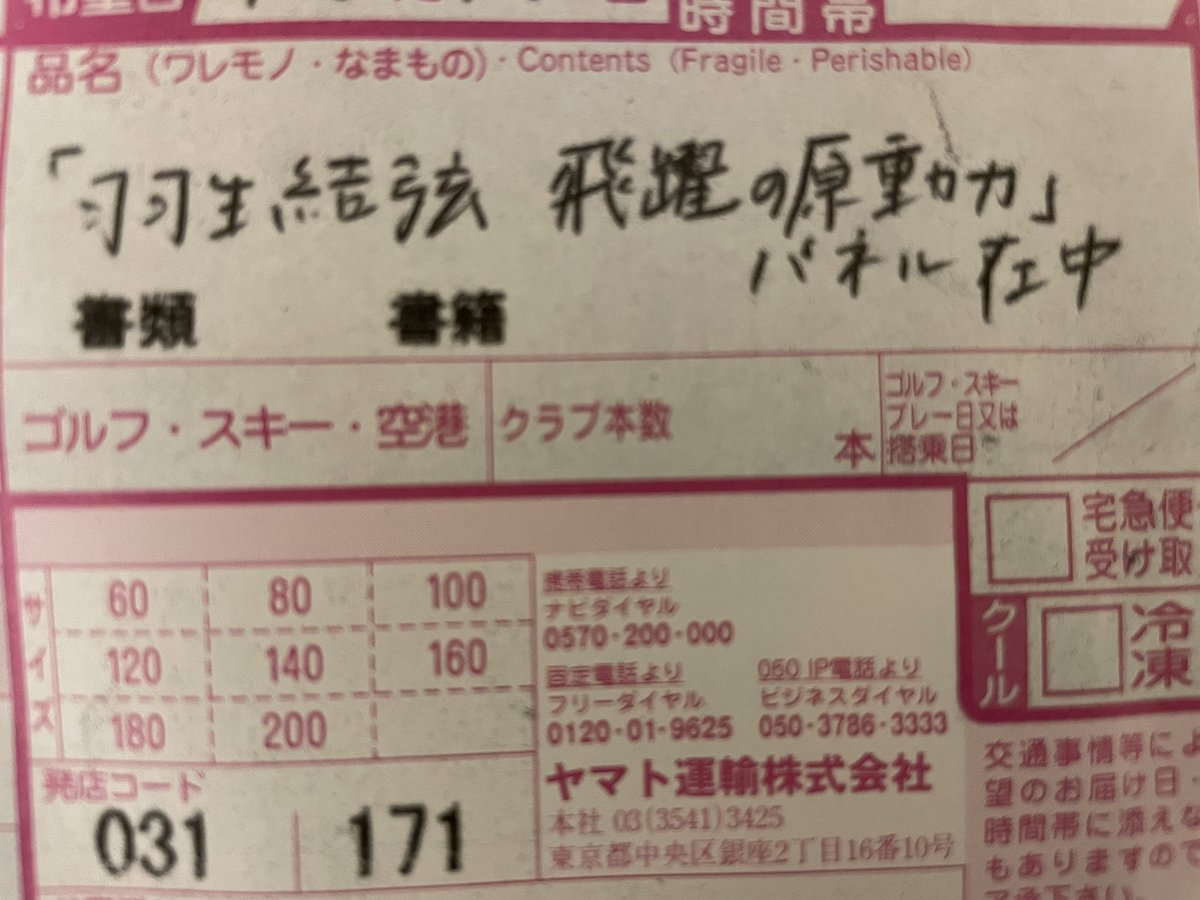 時間帯
品名（ワレモノ・なまもの）・Contents（Fragile・Perishable）
「羽生結弦 飛躍の原動力」
パネル在中
書類 書籍
ゴルフ・スキー・空港 クラブ本数 本
ゴルフ・スキー
プレー日又は
搭乗日
宅急便
受け取
サイズ
60 80 100
120 140 160
180 200
携帯電話より
ナビダイヤル
0570-200-000
固定電話より
フリーダイヤル
0120-01-9625
050 IP電話より
ビジネスダイヤル
050-3786-3333
クール
冷
凍
ヤマト運輸株式会社
本社 03(3541)3425
東京都中央区銀座2丁目16番10号
発店コード
031 171
交通事情等によ
望のお届け日・
時間帯に添えな
もありますので